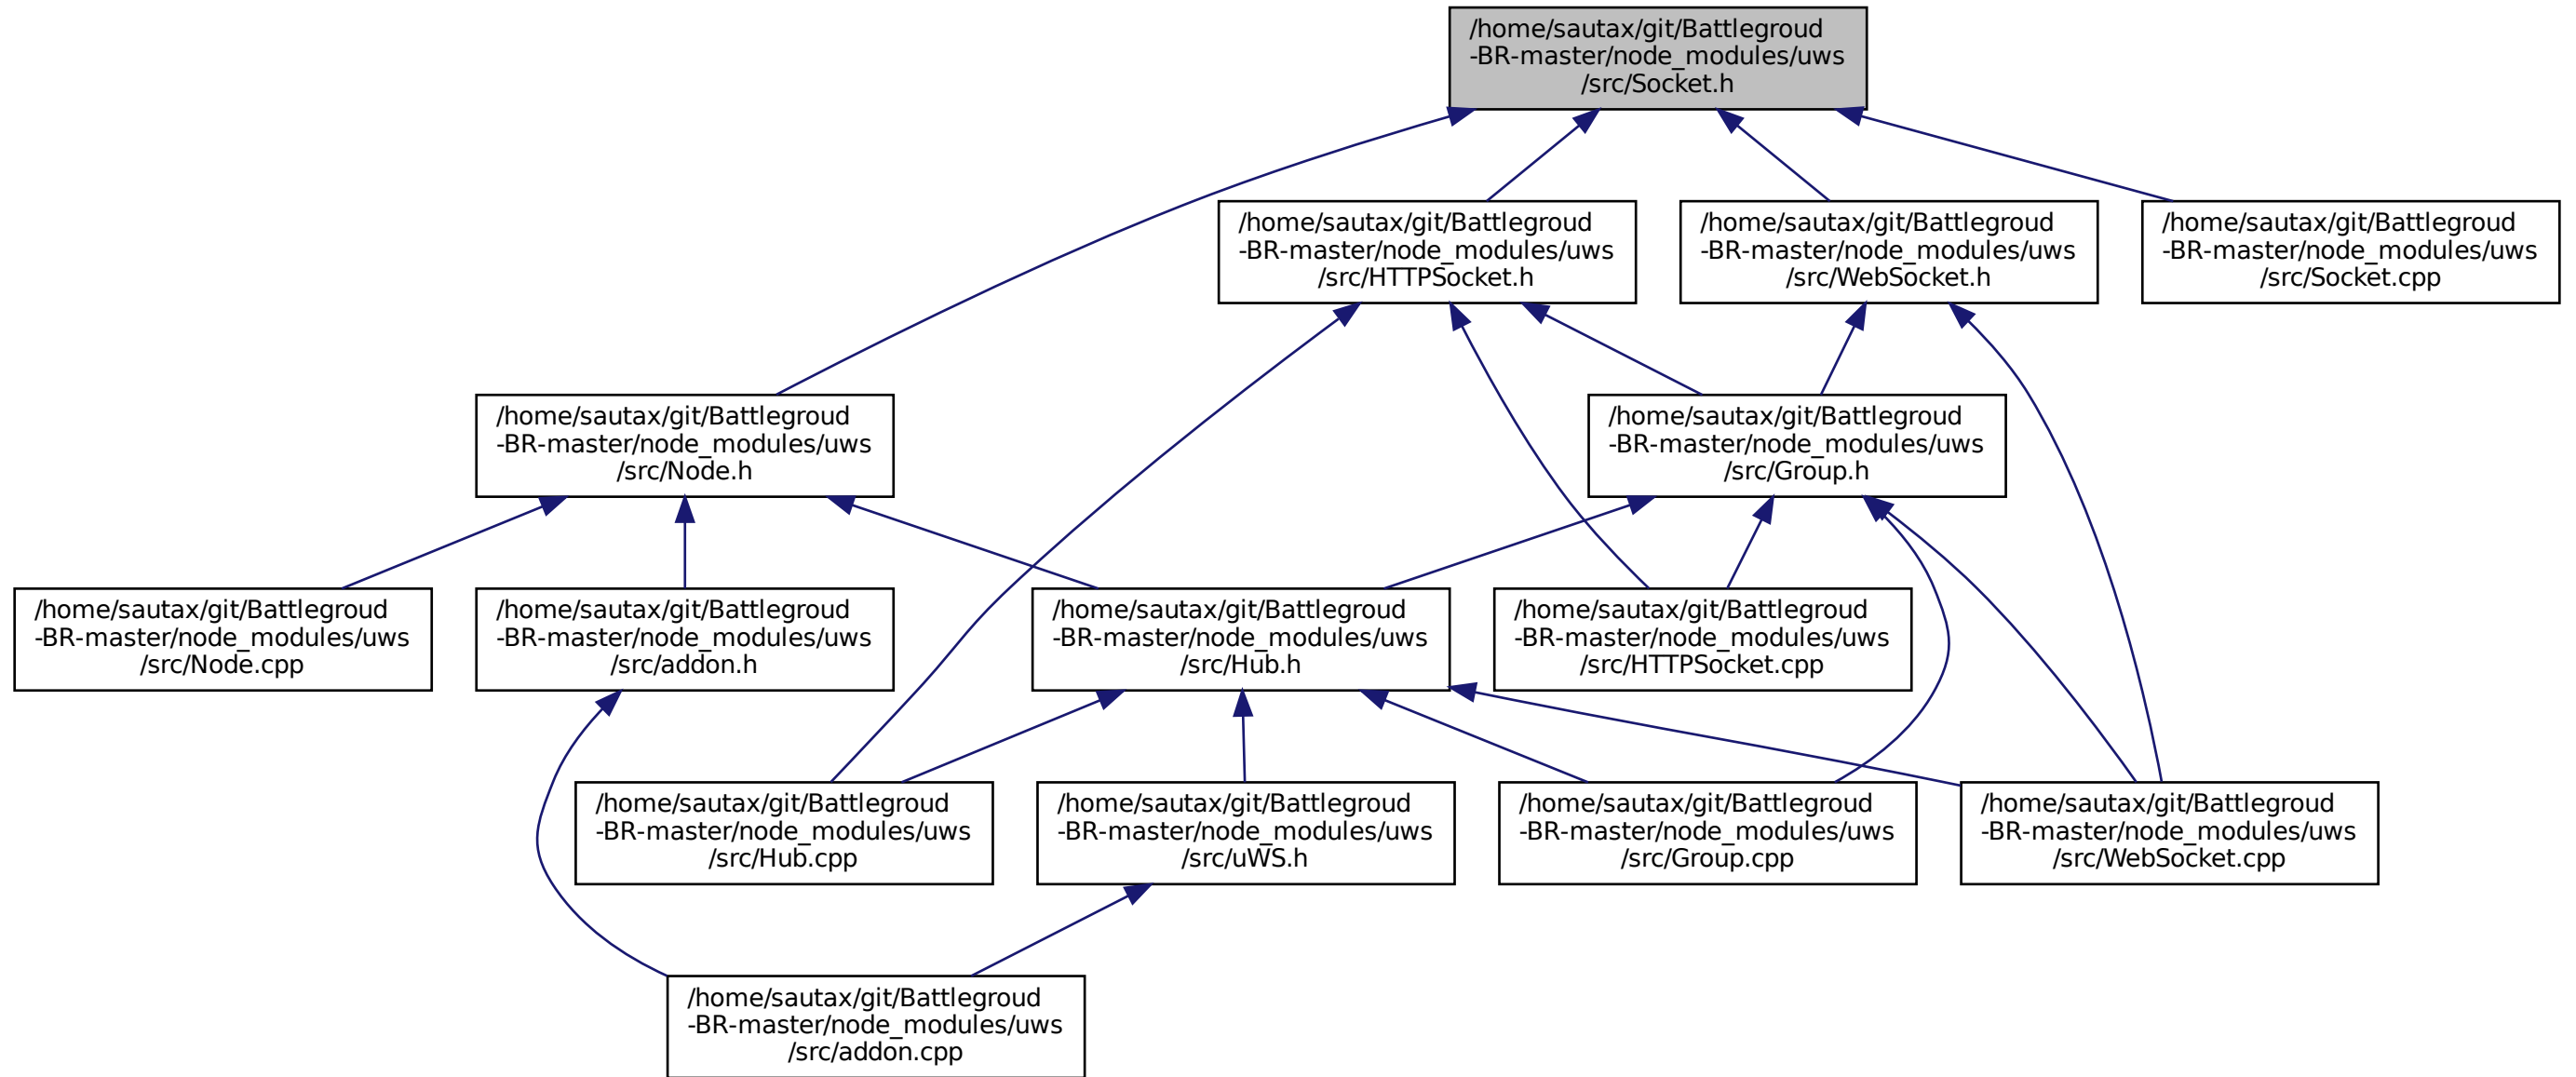 /home/sautax/git/Battlegroud
-BR-master/node_modules/uws
/src/Socket.h
/home/sautax/git/Battlegroud
-BR-master/node_modules/uws
/src/HTTPSocket.h
/home/sautax/git/Battlegroud
-BR-master/node_modules/uws
/src/WebSocket.h
/home/sautax/git/Battlegroud
-BR-master/node_modules/uws
/src/Socket.cpp
/home/sautax/git/Battlegroud
-BR-master/node_modules/uws
/src/Node.h
/home/sautax/git/Battlegroud
-BR-master/node_modules/uws
/src/Group.h
/home/sautax/git/Battlegroud
-BR-master/node_modules/uws
/src/Node.cpp
/home/sautax/git/Battlegroud
-BR-master/node_modules/uws
/src/addon.h
/home/sautax/git/Battlegroud
-BR-master/node_modules/uws
/src/Hub.h
/home/sautax/git/Battlegroud
-BR-master/node_modules/uws
/src/HTTPSocket.cpp
/home/sautax/git/Battlegroud
-BR-master/node_modules/uws
/src/Hub.cpp
/home/sautax/git/Battlegroud
-BR-master/node_modules/uws
/src/uWS.h
/home/sautax/git/Battlegroud
-BR-master/node_modules/uws
/src/Group.cpp
/home/sautax/git/Battlegroud
-BR-master/node_modules/uws
/src/WebSocket.cpp
/home/sautax/git/Battlegroud
-BR-master/node_modules/uws
/src/addon.cpp